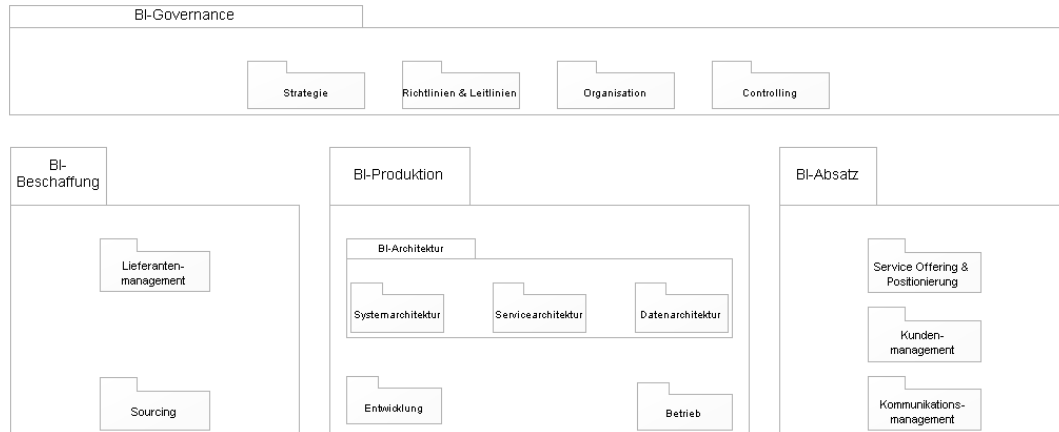 BI-Governance
Strategie
Richtlinien & Leitlinien
Organisation
Controlling
BI-
Beschaffung
BI-Produktion
BI-Absatz
BI-Architektur
Lieferanten-
management
Systemarchitektur
Servicearchitektur
Datenarchitektur
Service Offering &
Positionierung
Kunden-
management
Sourcing
Entwicklung
Betrieb
Kommunikations-
management